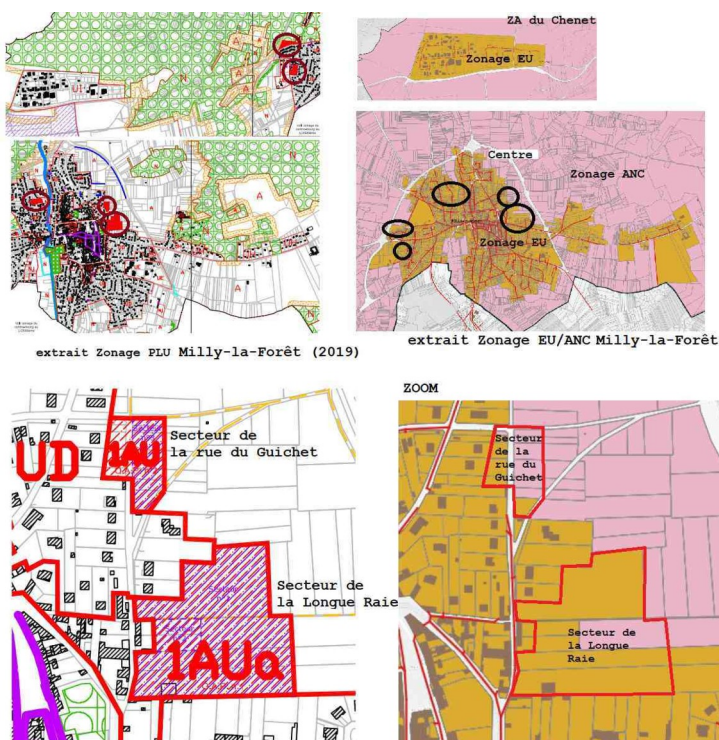 UI
N
A
A
A
ZA du Chenet
Zonage EU
N
N
A
A
A
extrait Zonage PLU Milly-la-Forêt (2019)
Centre
Zonage ANC
Zonage EU
extrait Zonage EU/ANC Milly-la-Forêt
UD
1AU
Secteur de
la rue du Guichet
Secteur de
la Longue Raie
1AUa
ZOOM
Secteur
de la
rue du
Guichet
Secteur de
la Longue
Raie